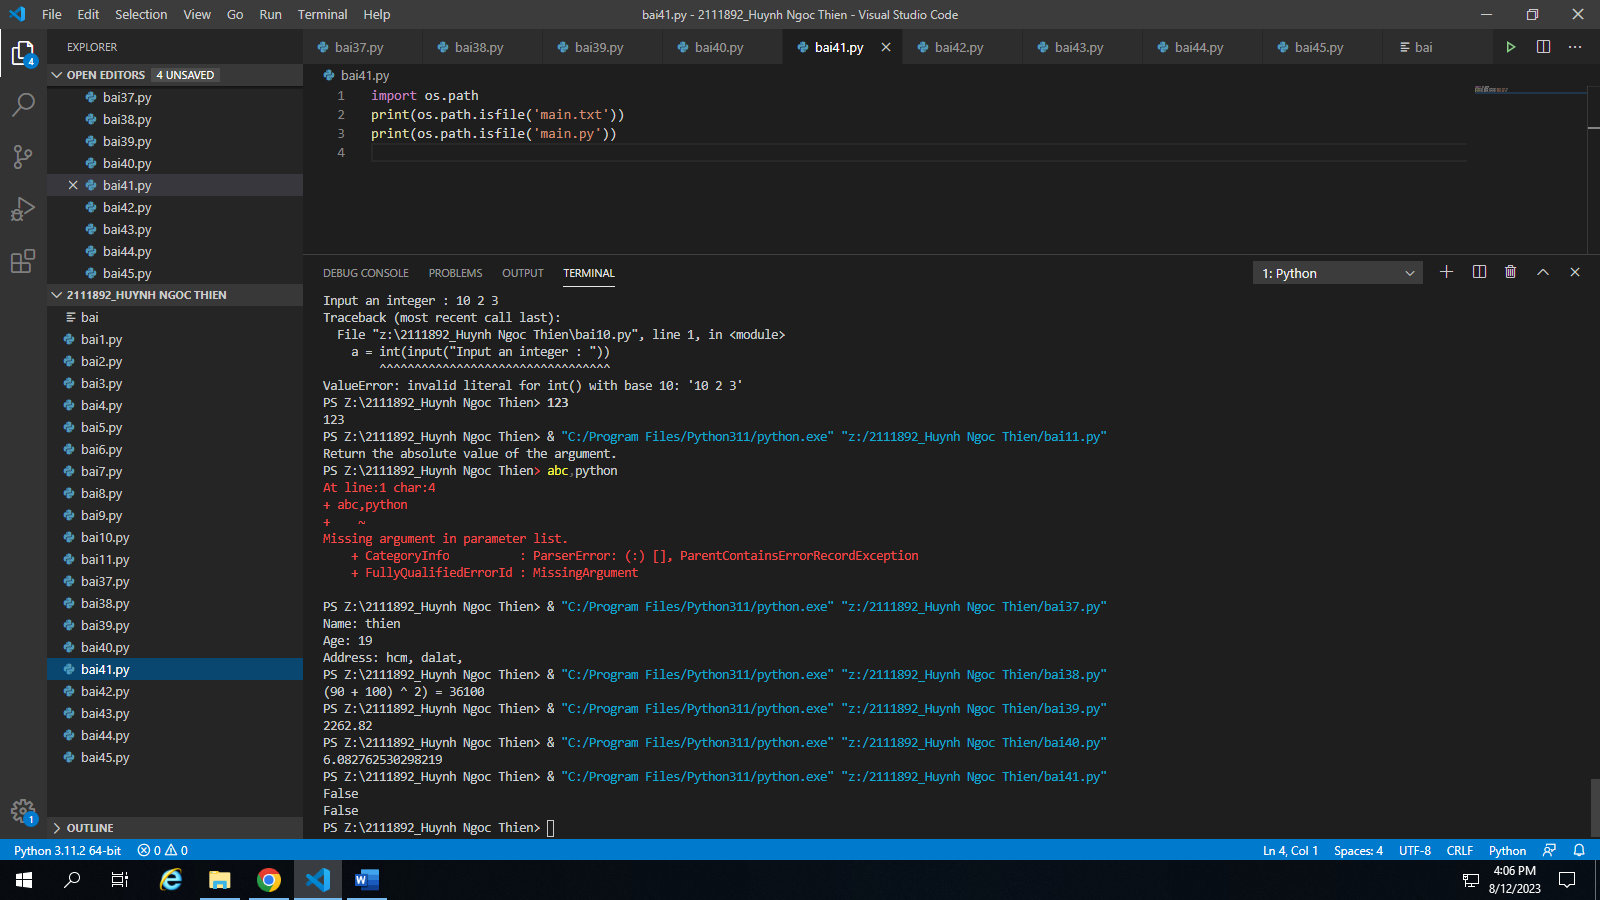 File Edit Selection View Go Run Terminal Help
bai41.py - 2111892_Huynh Ngoc Thien - Visual Studio Code
EXPLORER
OPEN EDITORS 4 UNSAVED
bai37.py
bai38.py
bai39.py
bai40.py
bai41.py
bai42.py
bai43.py
bai44.py
bai45.py
2111892_HUYNH NGOC THIEN
bai
bai1.py
bai2.py
bai3.py
bai4.py
bai5.py
bai6.py
bai7.py
bai8.py
bai9.py
bai10.py
bai11.py
bai37.py
bai38.py
bai39.py
bai40.py
bai41.py
bai42.py
bai43.py
bai44.py
bai45.py
OUTLINE
4
1
bai37.py bai38.py bai39.py bai40.py bai41.py bai42.py bai43.py bai44.py bai45.py bai
bai41.py
1 import os.path
2 print(os.path.isfile('main.txt'))
3 print(os.path.isfile('main.py'))
4
DEBUG CONSOLE PROBLEMS OUTPUT TERMINAL
1: Python
Input an integer : 10 2 3
Traceback (most recent call last):
  File "z:\2111892_Huynh Ngoc Thien\bai10.py", line 1, in <module>
    a = int(input("Input an integer : "))
        ^^^^^^^^^^^^^^^^^^^^^^^^^^^^^^^^^
ValueError: invalid literal for int() with base 10: '10 2 3'
PS Z:\2111892_Huynh Ngoc Thien> 123
123
PS Z:\2111892_Huynh Ngoc Thien> & "C:/Program Files/Python311/python.exe" "z:/2111892_Huynh Ngoc Thien/bai11.py"
Return the absolute value of the argument.
PS Z:\2111892_Huynh Ngoc Thien> abc,python
At line:1 char:4
+ abc,python
+    ~
Missing argument in parameter list.
    + CategoryInfo          : ParserError: (:) [], ParentContainsErrorRecordException
    + FullyQualifiedErrorId : MissingArgument
PS Z:\2111892_Huynh Ngoc Thien> & "C:/Program Files/Python311/python.exe" "z:/2111892_Huynh Ngoc Thien/bai37.py"
Name: thien
Age: 19
Address: hcm, dalat,
PS Z:\2111892_Huynh Ngoc Thien> & "C:/Program Files/Python311/python.exe" "z:/2111892_Huynh Ngoc Thien/bai38.py"
(90 + 100) ^ 2) = 36100
PS Z:\2111892_Huynh Ngoc Thien> & "C:/Program Files/Python311/python.exe" "z:/2111892_Huynh Ngoc Thien/bai39.py"
2262.82
PS Z:\2111892_Huynh Ngoc Thien> & "C:/Program Files/Python311/python.exe" "z:/2111892_Huynh Ngoc Thien/bai40.py"
6.082762530298219
PS Z:\2111892_Huynh Ngoc Thien> & "C:/Program Files/Python311/python.exe" "z:/2111892_Huynh Ngoc Thien/bai41.py"
False
False
PS Z:\2111892_Huynh Ngoc Thien>
Python 3.11.2 64-bit 0 0 Ln 4, Col 1 Spaces: 4 UTF-8 CRLF Python
4:06 PM
8/12/2023